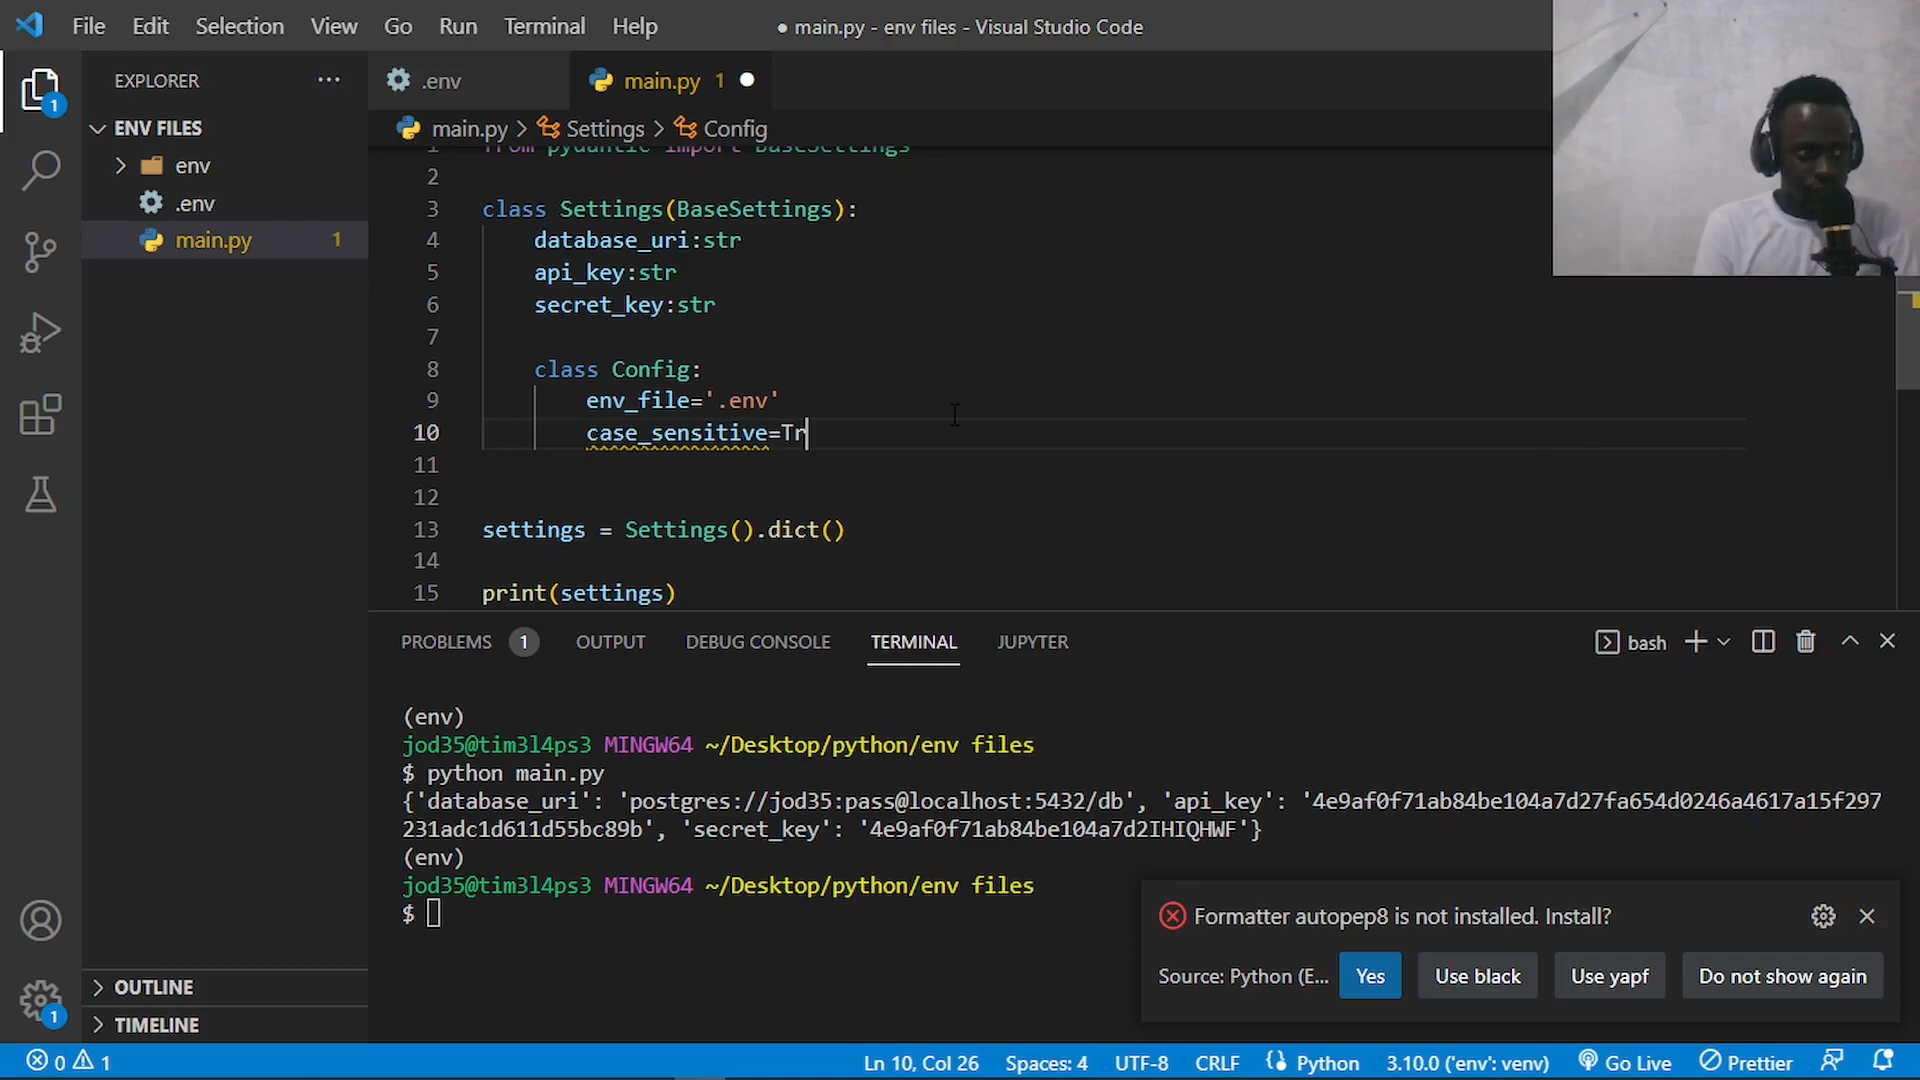 File Edit Selection View Go Run Terminal Help
● main.py - env files - Visual Studio Code
EXPLORER ···
.env
main.py 1
ENV FILES
main.py > Settings > Config
env
.env
main.py 1
1 from pydantic import BaseSettings
2
3 class Settings(BaseSettings):
4 database_uri:str
5 api_key:str
6 secret_key:str
7
8 class Config:
9 env_file='.env'
10 case_sensitive=Tr
11
12
13 settings = Settings().dict()
14
15 print(settings)
PROBLEMS 1 OUTPUT DEBUG CONSOLE TERMINAL JUPYTER
bash
(env)
jod35@tim3l4ps3 MINGW64 ~/Desktop/python/env files
$ python main.py
{'database_uri': 'postgres://jod35:pass@localhost:5432/db', 'api_key': '4e9af0f71ab84be104a7d27fa654d0246a4617a15f297
231adc1d611d55bc89b', 'secret_key': '4e9af0f71ab84be104a7d2IHIQHWF'}
(env)
jod35@tim3l4ps3 MINGW64 ~/Desktop/python/env files
$
Formatter autopep8 is not installed. Install?
Source: Python (E... Yes Use black Use yapf Do not show again
1
1
OUTLINE
TIMELINE
0 1 Ln 10, Col 26 Spaces: 4 UTF-8 CRLF Python 3.10.0 ('env': venv) Go Live Prettier